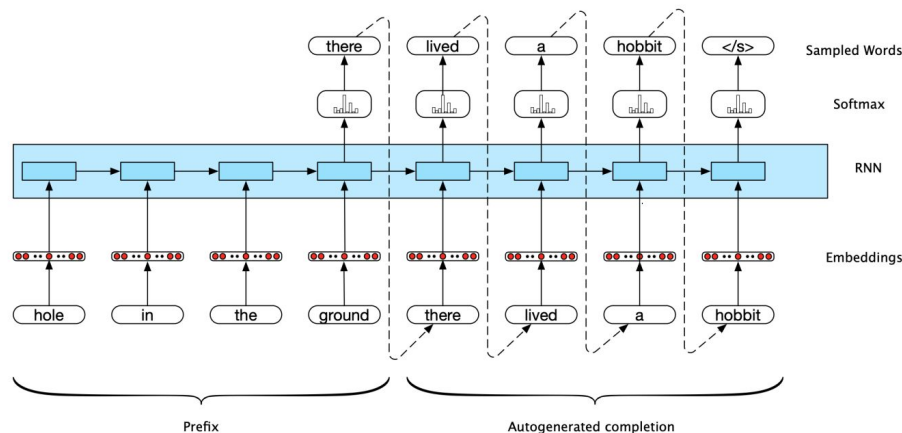 there lived a hobbit </s> Sampled Words
Softmax
RNN
Embeddings
hole in the ground there lived a hobbit
Prefix Autogenerated completion